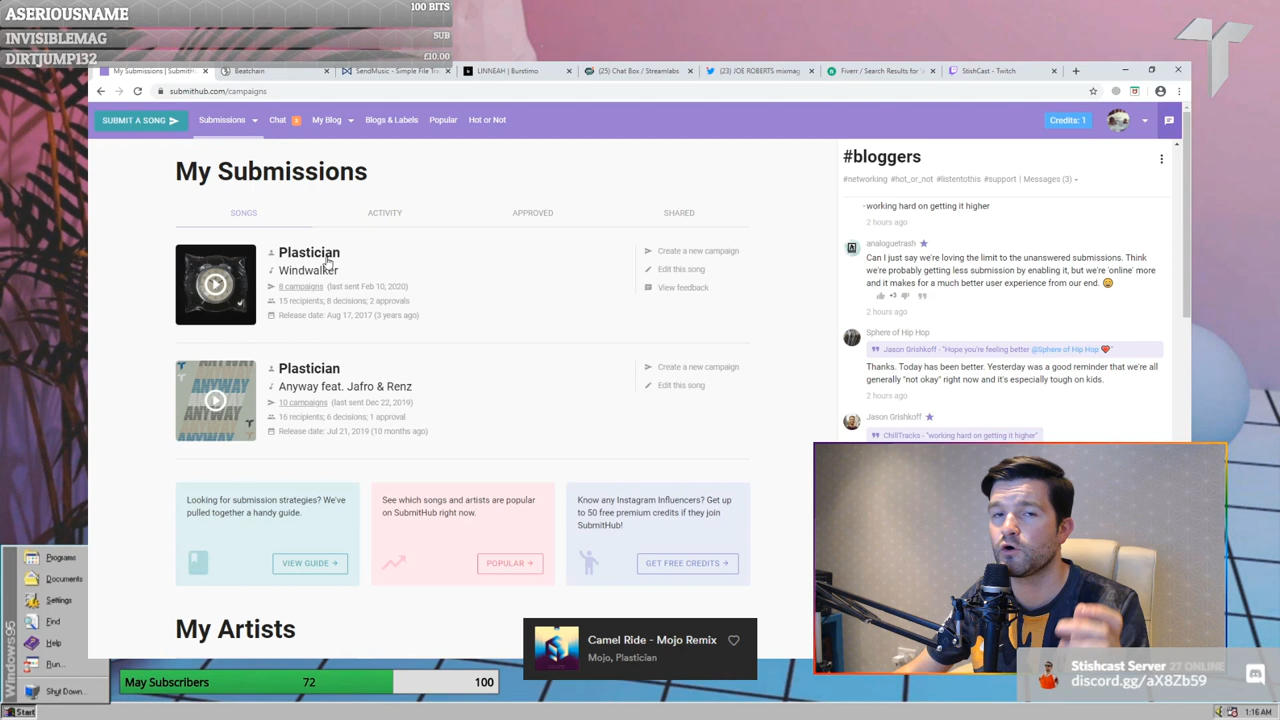 ASERIOUSNAME
100 BITS
INVISIBLEMAG
SUB
DIRTJUMP132
£10.00
My Submissions | SubmitH
Beatchain
SendMusic - Simple File Tra
LINNEAH | Burstimo
(25) Chat Box / Streamlabs
(23) JOE ROBERTS mixmag
Fiverr / Search Results for '
StishCast - Twitch
submithub.com/campaigns
SUBMIT A SONG
Submissions
Chat
My Blog
Blogs & Labels
Popular
Hot or Not
Credits: 1
My Submissions
SONGS
ACTIVITY
APPROVED
SHARED
Plastician
Windwalker
8 campaigns (last sent Feb 10, 2020)
15 recipients; 8 decisions; 2 approvals
Release date: Aug 17, 2017 (3 years ago)
Create a new campaign
Edit this song
View feedback
Plastician
Anyway feat. Jafro & Renz
10 campaigns (last sent Dec 22, 2019)
16 recipients; 6 decisions; 1 approval
Release date: Jul 21, 2019 (10 months ago)
Create a new campaign
Edit this song
ANYWAY
ANYWAY
ANYWAY
Looking for submission strategies? We've
pulled together a handy guide.
VIEW GUIDE →
See which songs and artists are popular
on SubmitHub right now.
POPULAR →
Know any Instagram Influencers? Get up
to 50 free premium credits if they join
SubmitHub!
GET FREE CREDITS →
My Artists
#bloggers
#networking #hot_or_not #listentothis #support | Messages (3)
working hard on getting it higher
2 hours ago
analoguetrash
Can I just say we're loving the limit to the unanswered submissions. Think
we're probably getting less submission by enabling it, but we're 'online' more
and it makes for a much better user experience from our end.
+3
2 hours ago
Sphere of Hip Hop
Jason Grishkoff - "Hope you're feeling better @Sphere of Hip Hop"
Thanks. Today has been better. Yesterday was a good reminder that we're all
generally "not okay" right now and it's especially tough on kids.
2 hours ago
Jason Grishkoff
ChillTracks - "working hard on getting it higher"
Camel Ride - Mojo Remix
Mojo, Plastician
Stishcast Server 27 ONLINE
discord.gg/aX8Zb59
May Subscribers
72
100
Windows95
Programs
Documents
Settings
Find
Help
Run...
Shut Down...
Start
1:16 AM